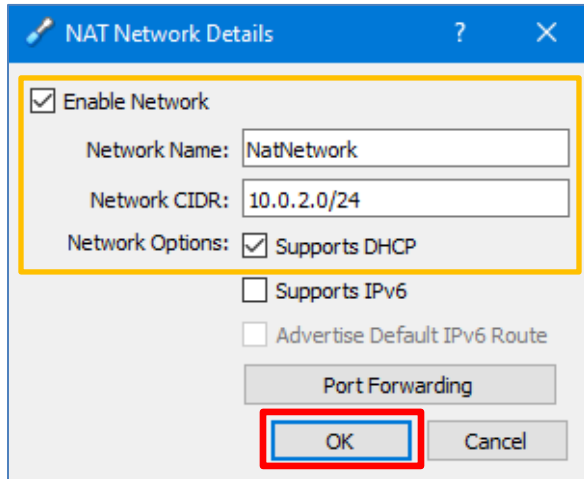 NAT Network Details ?
Enable Network
Network Name: NatNetwork
Network CIDR: 10.0.2.0/24
Network Options: Supports DHCP
Supports IPv6
Advertise Default IPv6 Route
Port Forwarding
OK Cancel